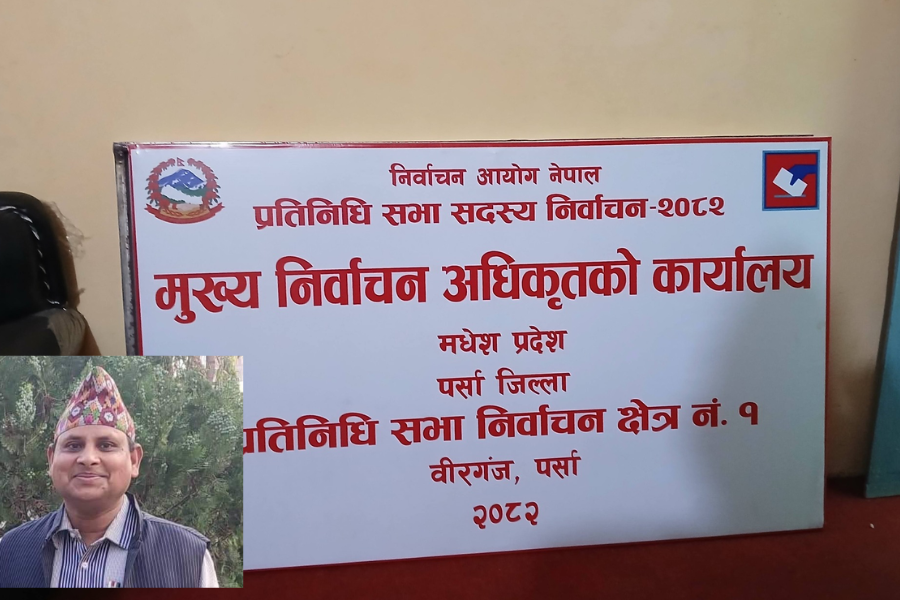 निर्वाचन आयोग नेपाल
प्रतिनिधि सभा सदस्य निर्वाचन-२०८२
मुख्य निर्वाचन अधिकृतको कार्यालय
मधेश प्रदेश
पर्सा जिल्ला
प्रतिनिधि सभा निर्वाचन क्षेत्र नं. १
वीरगंज, पर्सा
२०८२